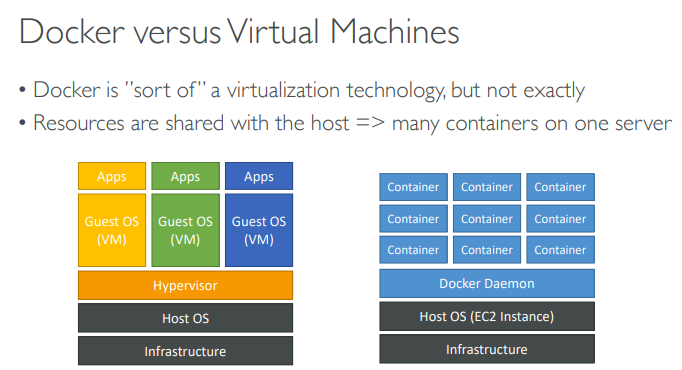 Docker versus Virtual Machines
• Docker is ”sort of” a virtualization technology, but not exactly
• Resources are shared with the host => many containers on one server
Apps
Apps
Apps
Guest OS
(VM)
Guest OS
(VM)
Guest OS
(VM)
Hypervisor
Host OS
Infrastructure
Container
Container
Container
Container
Container
Container
Container
Container
Container
Docker Daemon
Host OS (EC2 Instance)
Infrastructure